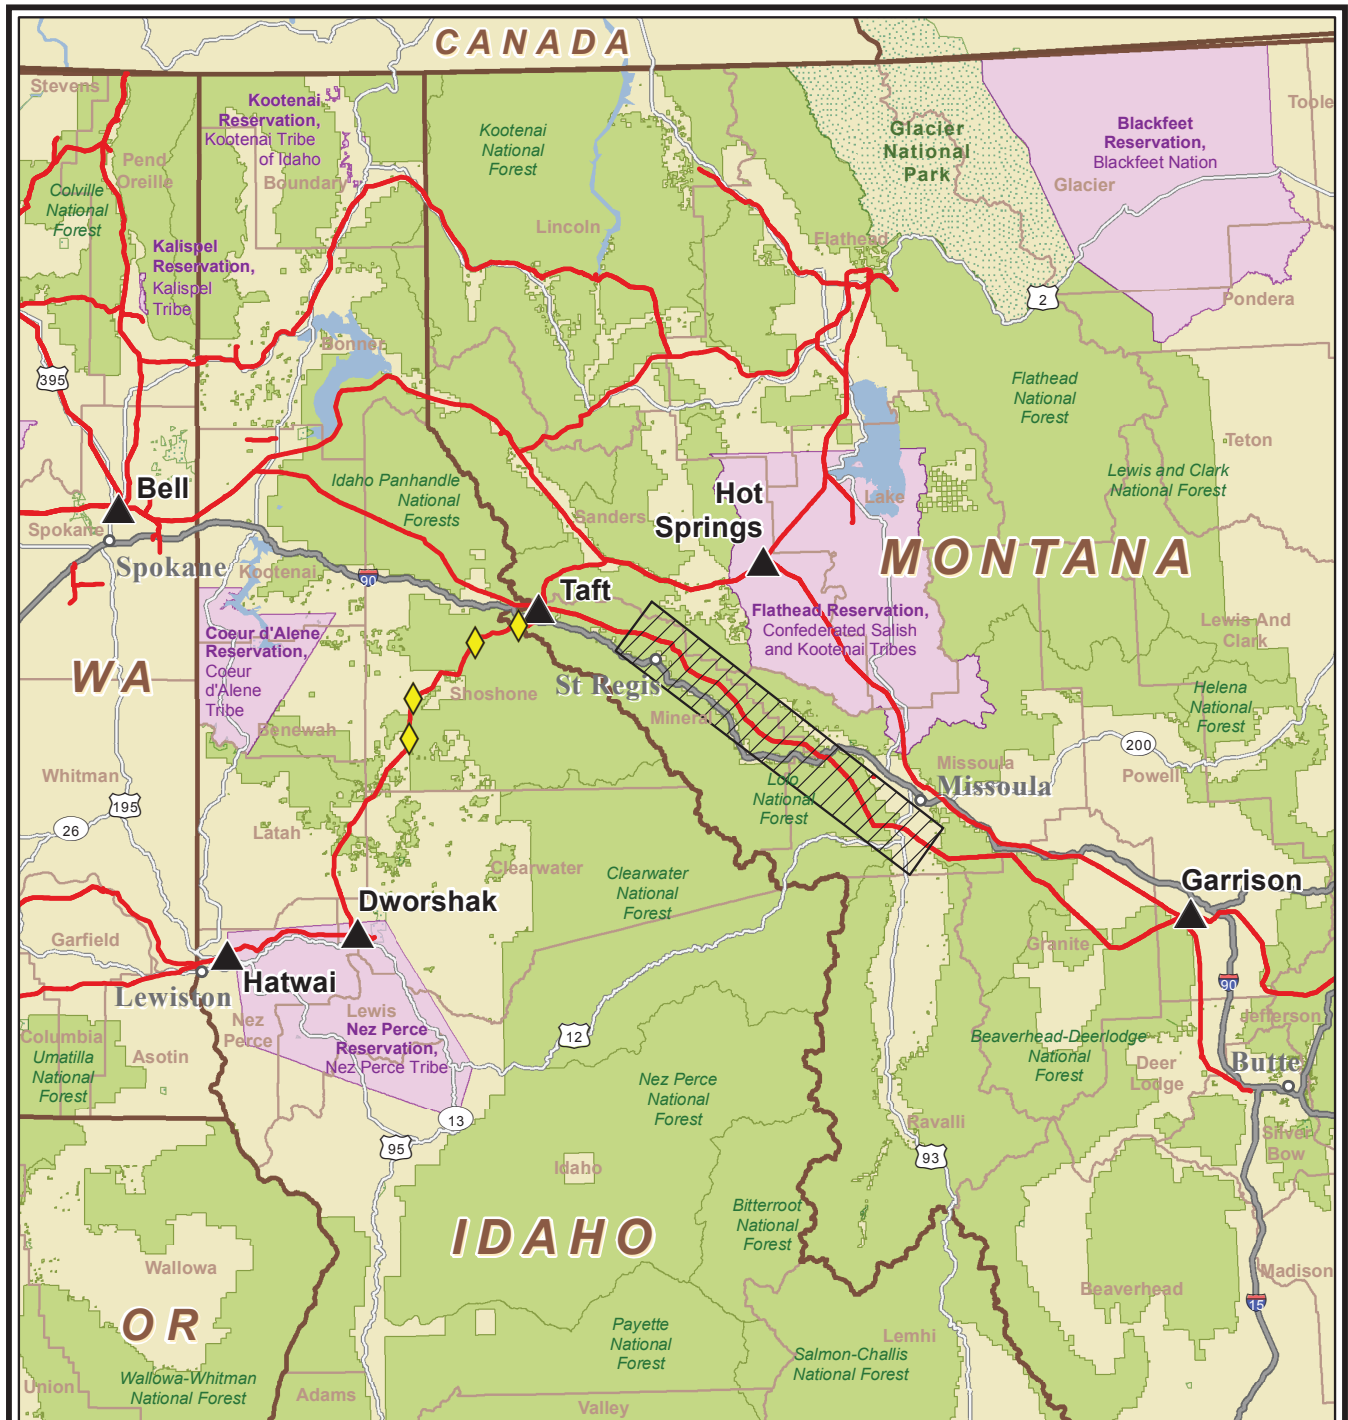 CANADA
Stevens
Kootenai
Reservation,
Kootenai Tribe
of Idaho
Boundary
Kootenai
National
Forest
Glacier
National
Park
Blackfeet
Reservation,
Blackfeet Nation
Glacier
Toole
Pend
Oreille
Colville
National
Forest
Lincoln
Flathead
Kalispel
Reservation,
Kalispel
Tribe
2
Pondera
Bonner
395
Flathead
National
Forest
Teton
Lewis and Clark
National Forest
Idaho Panhandle
National
Forests
Bell
Hot
Springs
Lake
Sanders
Spokane
Spokane
MONTANA
Kootenai
90
Taft
Flathead Reservation,
Confederated Salish
and Kootenai Tribes
Lewis And
Clark
Coeur d'Alene
Reservation,
Coeur
d'Alene
Tribe
WA
St Regis
Shoshone
Mineral
Helena
National
Forest
Benewah
200
Whitman
Missoula
Powell
Missoula
Lolo
National
Forest
195
26
Latah
Clearwater
Clearwater
National
Forest
Dworshak
Garrison
Garfield
Granite
Hatwai
Lewiston
90
Nez
Perce
Lewis
Nez Perce
Reservation,
Nez Perce Tribe
Jefferson
Columbia
Umatilla
National
Forest
Asotin
12
Beaverhead-Deerlodge
National
Forest
Deer
Lodge
Butte
Nez Perce
National
Forest
13
95
Ravalli
93
Silver
Bow
Idaho
Bitterroot
National
Forest
IDAHO
Wallowa
Madison
Beaverhead
15
OR
Payette
National
Forest
Lemhi
Salmon-Challis
National Forest
Wallowa-Whitman
National Forest
Union
Adams
Valley